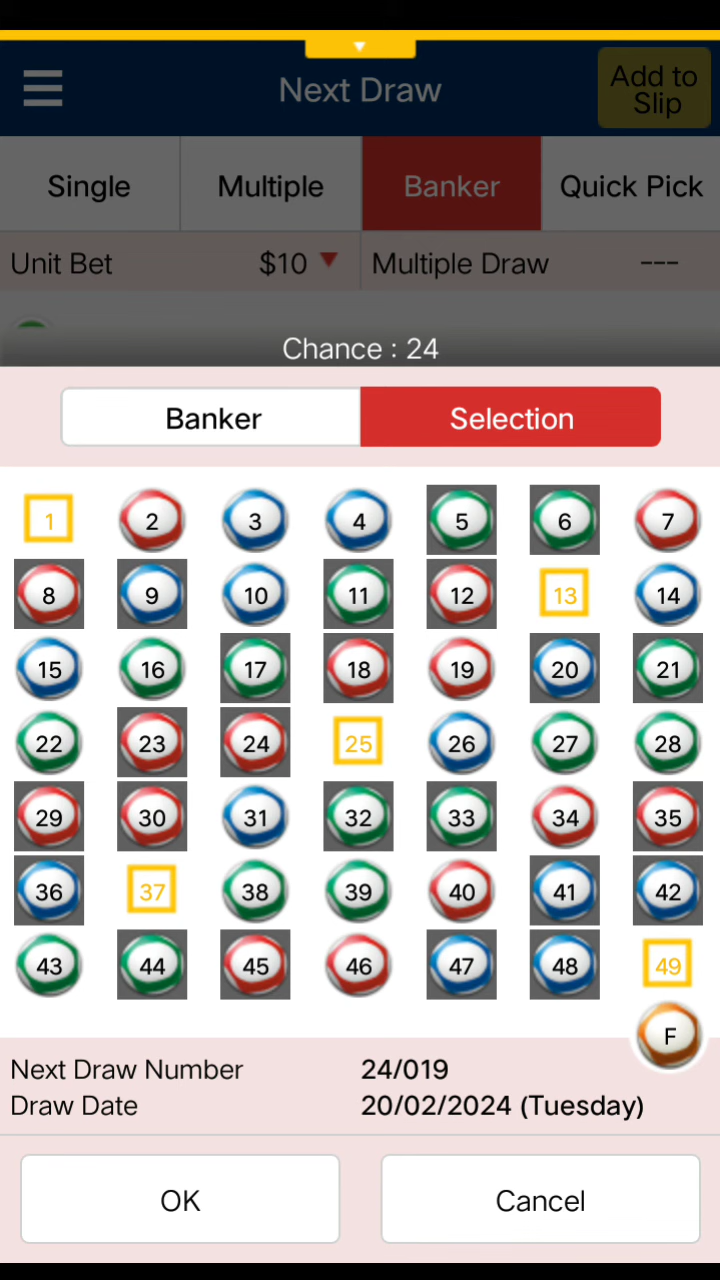 Next Draw
Add to
Slip
Single Multiple Banker Quick Pick
Unit Bet $10 Multiple Draw ---
Chance : 24
Banker Selection
1 2 3 4 5 6 7
8 9 10 11 12 13 14
15 16 17 18 19 20 21
22 23 24 25 26 27 28
29 30 31 32 33 34 35
36 37 38 39 40 41 42
43 44 45 46 47 48 49
F
Next Draw Number 24/019
Draw Date 20/02/2024 (Tuesday)
OK Cancel